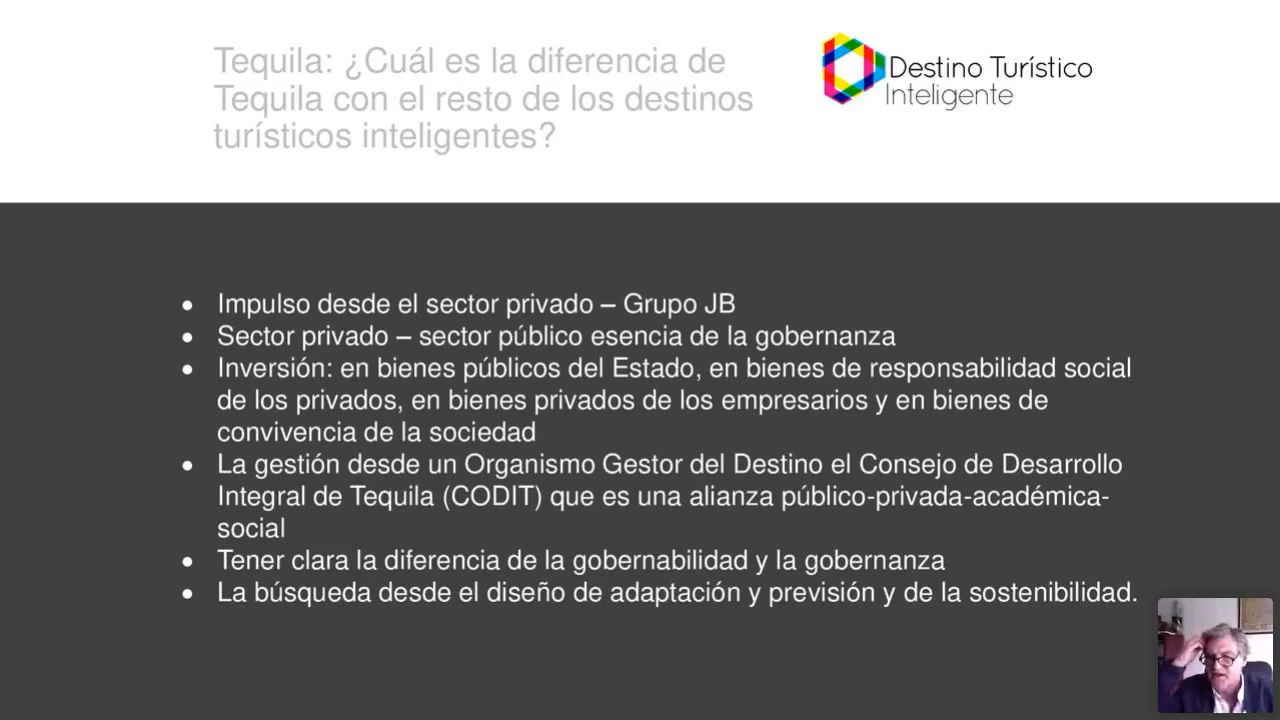 Tequila: ¿Cuál es la diferencia de
Tequila con el resto de los destinos
turísticos inteligentes?
Destino Turístico
Inteligente
• Impulso desde el sector privado – Grupo JB
• Sector privado – sector público esencia de la gobernanza
• Inversión: en bienes públicos del Estado, en bienes de responsabilidad social
de los privados, en bienes privados de los empresarios y en bienes de
convivencia de la sociedad
• La gestión desde un Organismo Gestor del Destino el Consejo de Desarrollo
Integral de Tequila (CODIT) que es una alianza público-privada-académica-
social
• Tener clara la diferencia de la gobernabilidad y la gobernanza
• La búsqueda desde el diseño de adaptación y previsión y de la sostenibilidad.